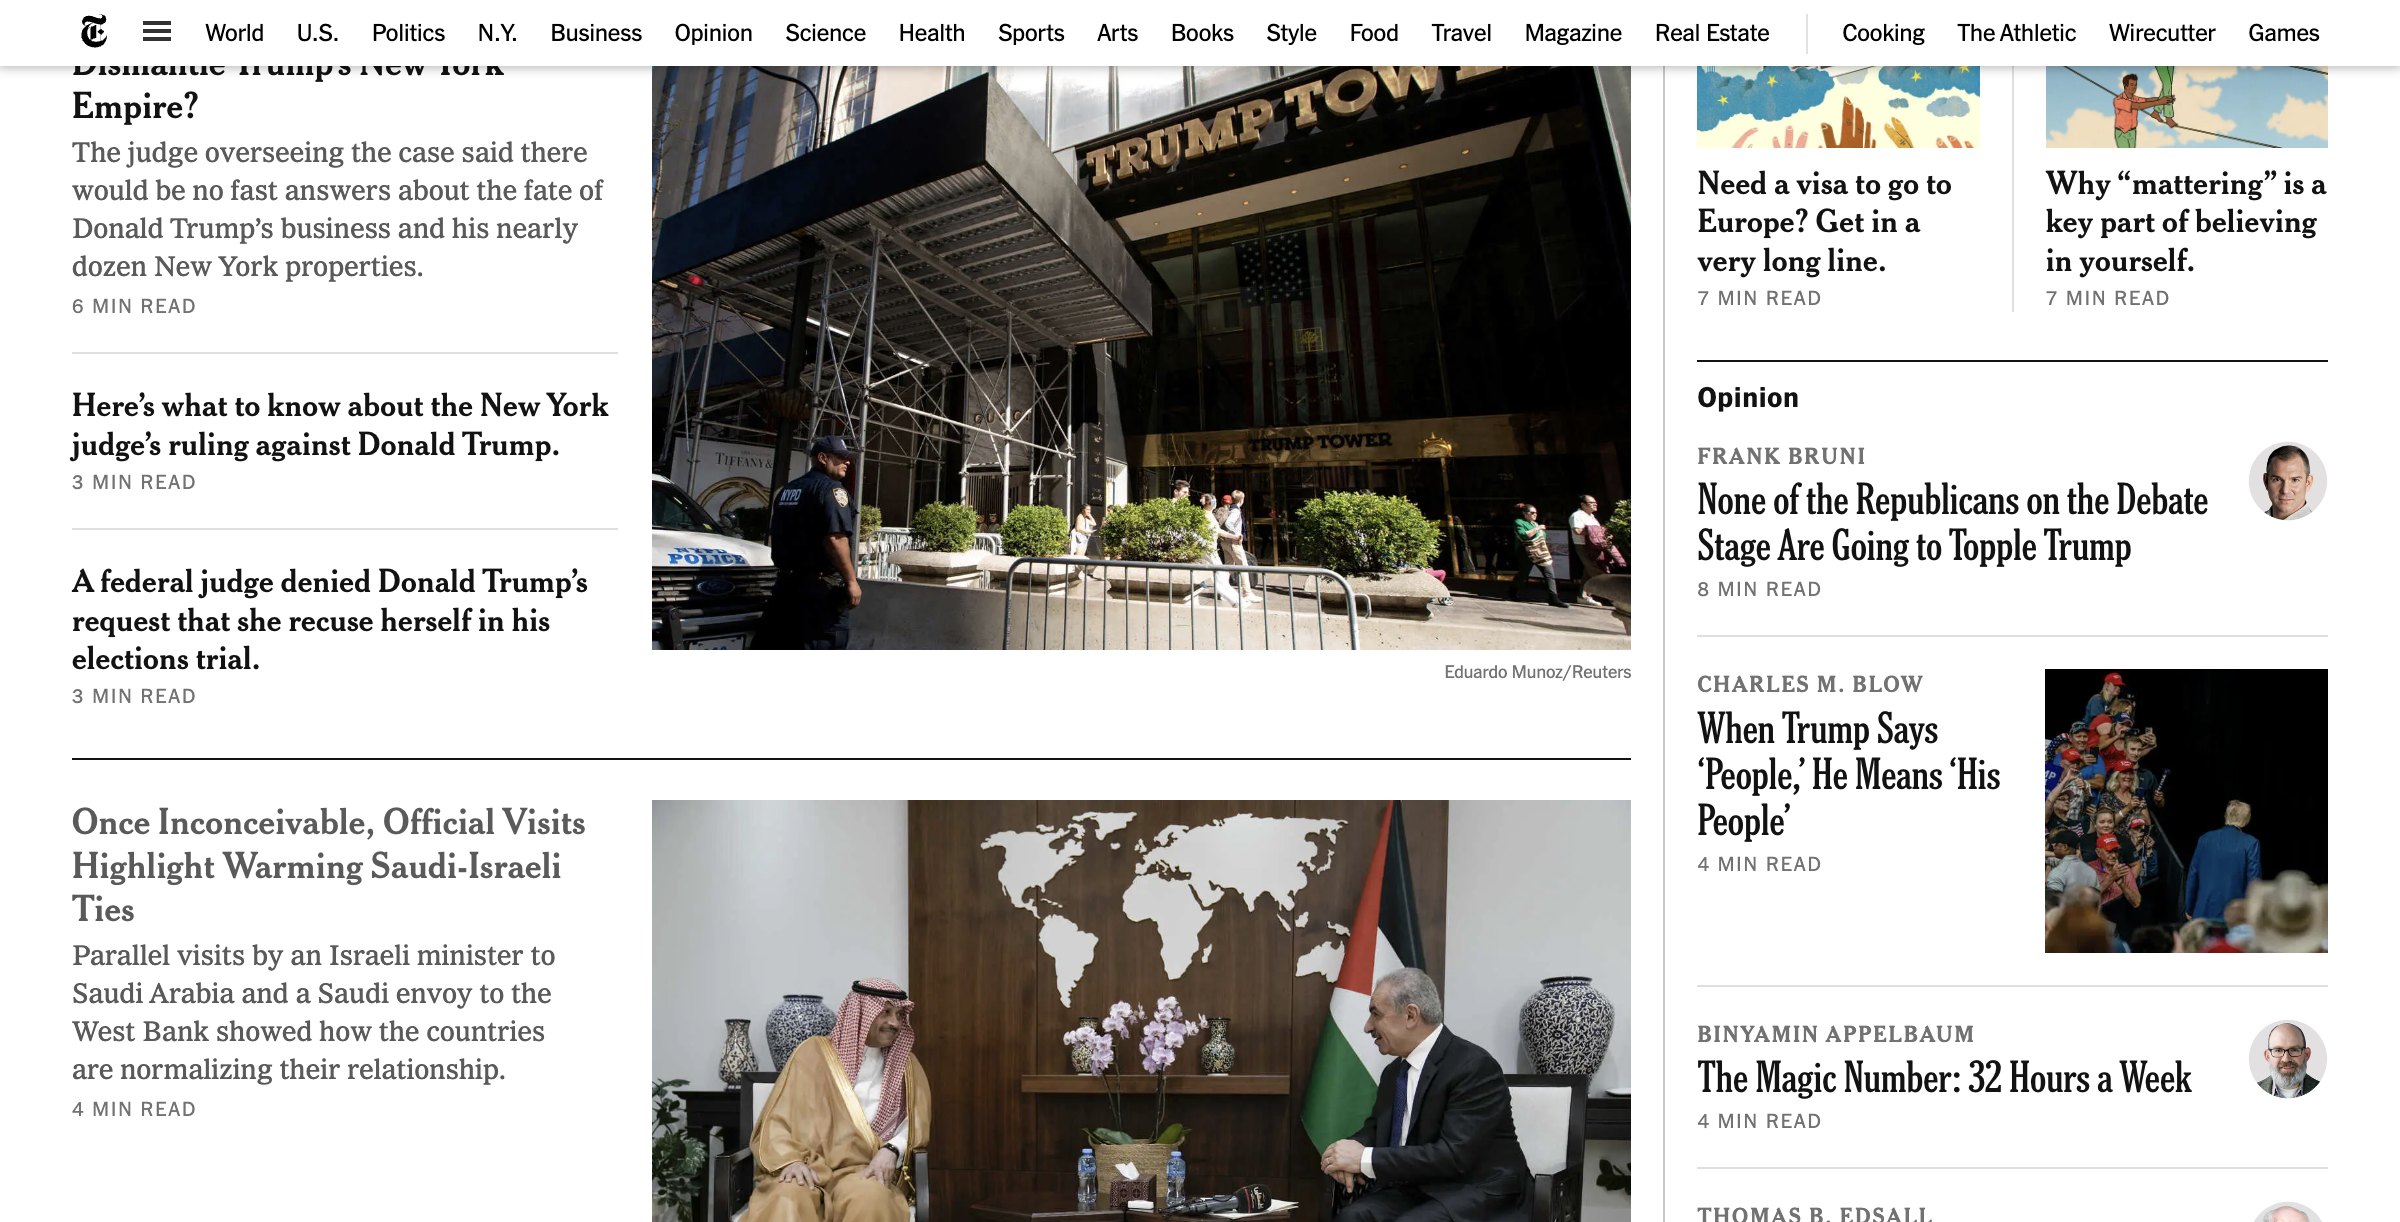 World U.S. Politics N.Y. Business Opinion Science Health Sports Arts Books Style Food Travel Magazine Real Estate Cooking The Athletic Wirecutter Games
Dismantle Trump's New York
Empire?
The judge overseeing the case said there
would be no fast answers about the fate of
Donald Trump's business and his nearly
dozen New York properties.
6 MIN READ
Here's what to know about the New York
judge's ruling against Donald Trump.
3 MIN READ
A federal judge denied Donald Trump's
request that she recuse herself in his
elections trial.
3 MIN READ
TRUMP TOW
TRUMP TOWER
TIFFANY &
GUCCI
NYPD
NYPD
POLICE
Eduardo Munoz/Reuters
Once Inconceivable, Official Visits
Highlight Warming Saudi-Israeli
Ties
Parallel visits by an Israeli minister to
Saudi Arabia and a Saudi envoy to the
West Bank showed how the countries
are normalizing their relationship.
4 MIN READ
Need a visa to go to
Europe? Get in a
very long line.
7 MIN READ
Why “mattering” is a
key part of believing
in yourself.
7 MIN READ
Opinion
FRANK BRUNI
None of the Republicans on the Debate
Stage Are Going to Topple Trump
8 MIN READ
CHARLES M. BLOW
When Trump Says
‘People,’ He Means ‘His
People’
4 MIN READ
BINYAMIN APPELBAUM
The Magic Number: 32 Hours a Week
4 MIN READ
THOMAS B. EDSALL